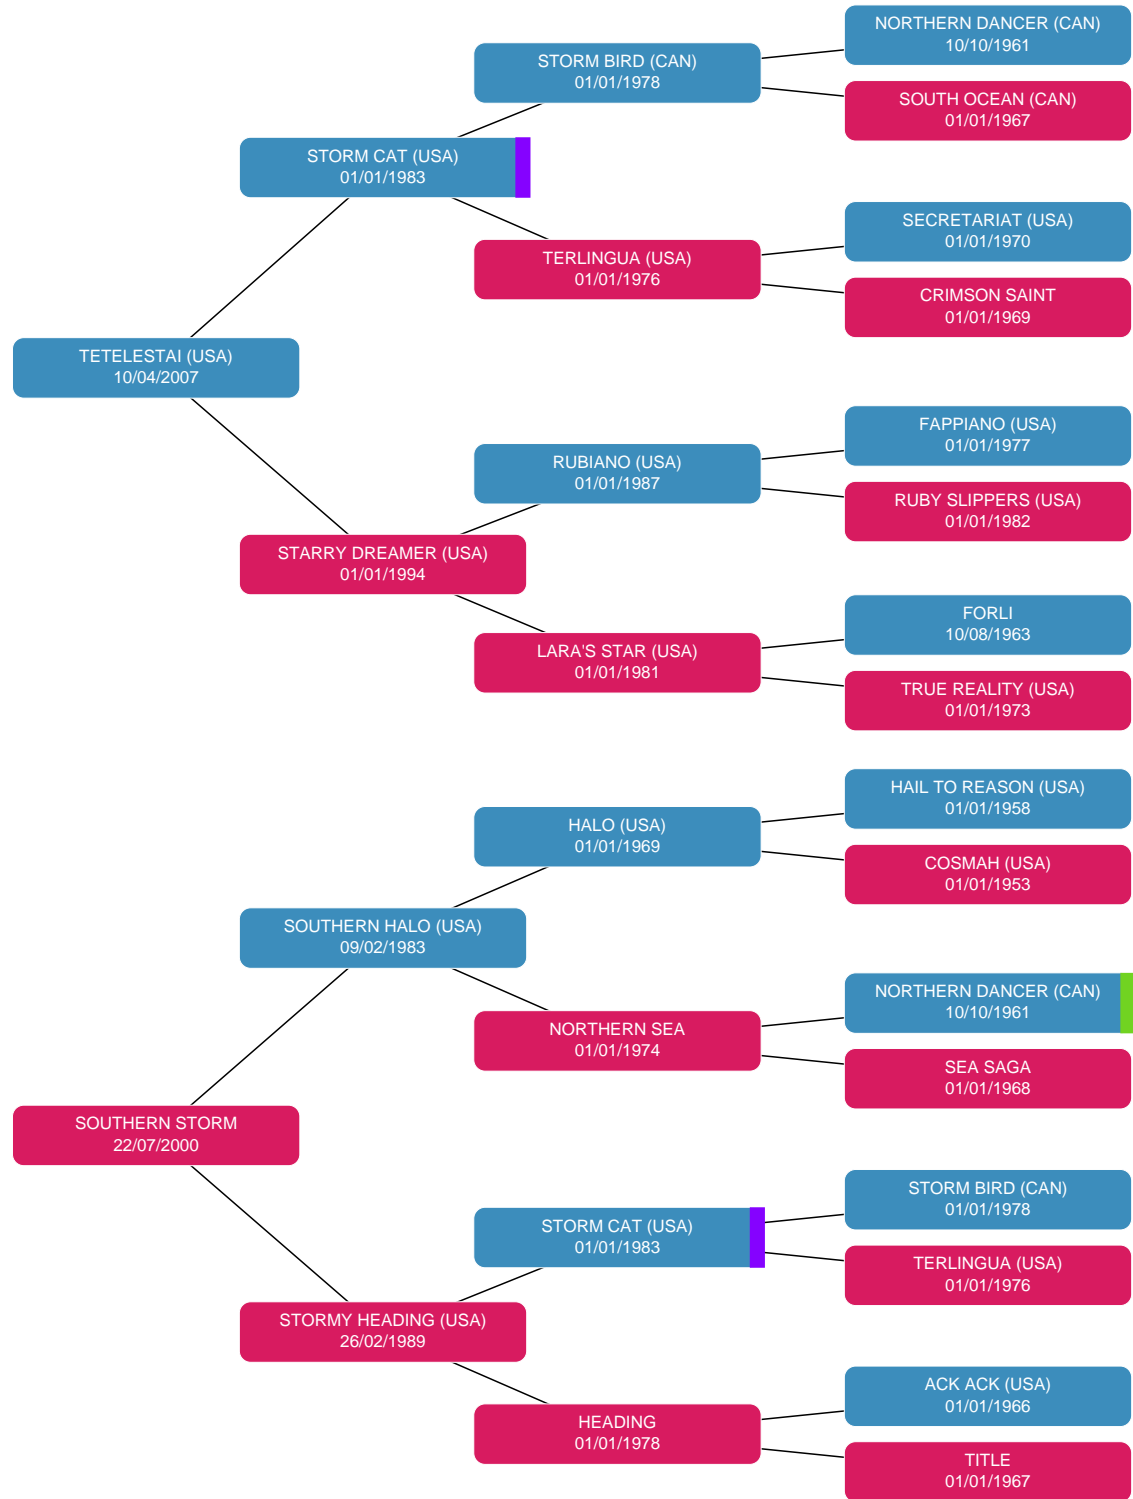 NORTHERN DANCER (CAN)
10/10/1961
STORM BIRD (CAN)
01/01/1978
SOUTH OCEAN (CAN)
01/01/1967
STORM CAT (USA)
01/01/1983
SECRETARIAT (USA)
01/01/1970
TERLINGUA (USA)
01/01/1976
CRIMSON SAINT
01/01/1969
TETELESTAI (USA)
10/04/2007
FAPPIANO (USA)
01/01/1977
RUBIANO (USA)
01/01/1987
RUBY SLIPPERS (USA)
01/01/1982
STARRY DREAMER (USA)
01/01/1994
FORLI
10/08/1963
LARA'S STAR (USA)
01/01/1981
TRUE REALITY (USA)
01/01/1973
HAIL TO REASON (USA)
01/01/1958
HALO (USA)
01/01/1969
COSMAH (USA)
01/01/1953
SOUTHERN HALO (USA)
09/02/1983
NORTHERN DANCER (CAN)
10/10/1961
NORTHERN SEA
01/01/1974
SEA SAGA
01/01/1968
SOUTHERN STORM
22/07/2000
STORM BIRD (CAN)
01/01/1978
STORM CAT (USA)
01/01/1983
TERLINGUA (USA)
01/01/1976
STORMY HEADING (USA)
26/02/1989
ACK ACK (USA)
01/01/1966
HEADING
01/01/1978
TITLE
01/01/1967